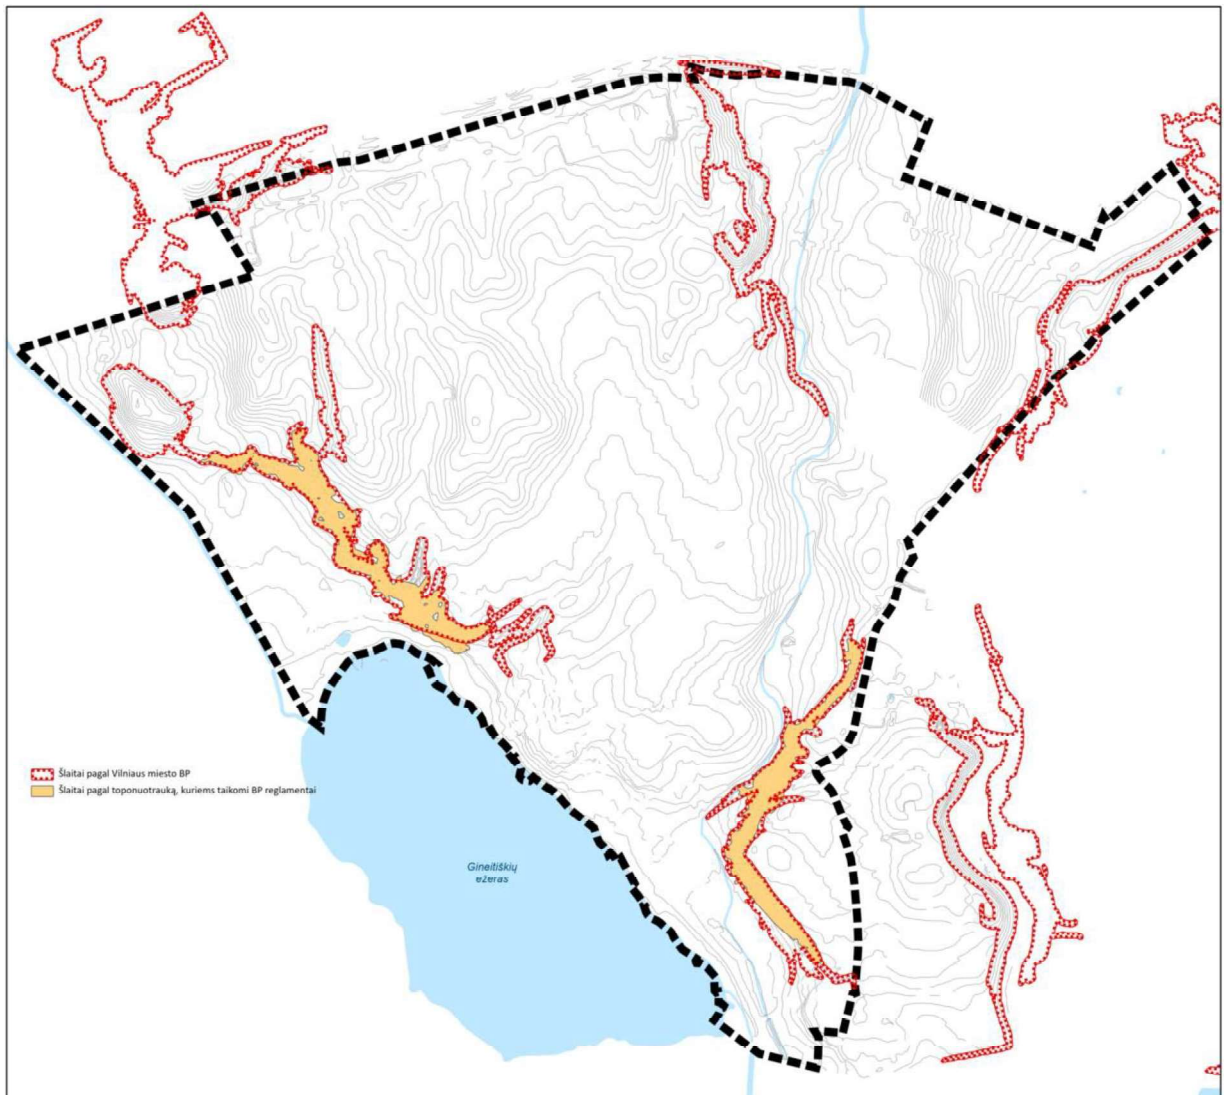 Šlaitai pagal Vilniaus miesto BP
Šlaitai pagal toponuotrauką, kuriems taikomi BP reglamentai
Gineitiškių
ežeras